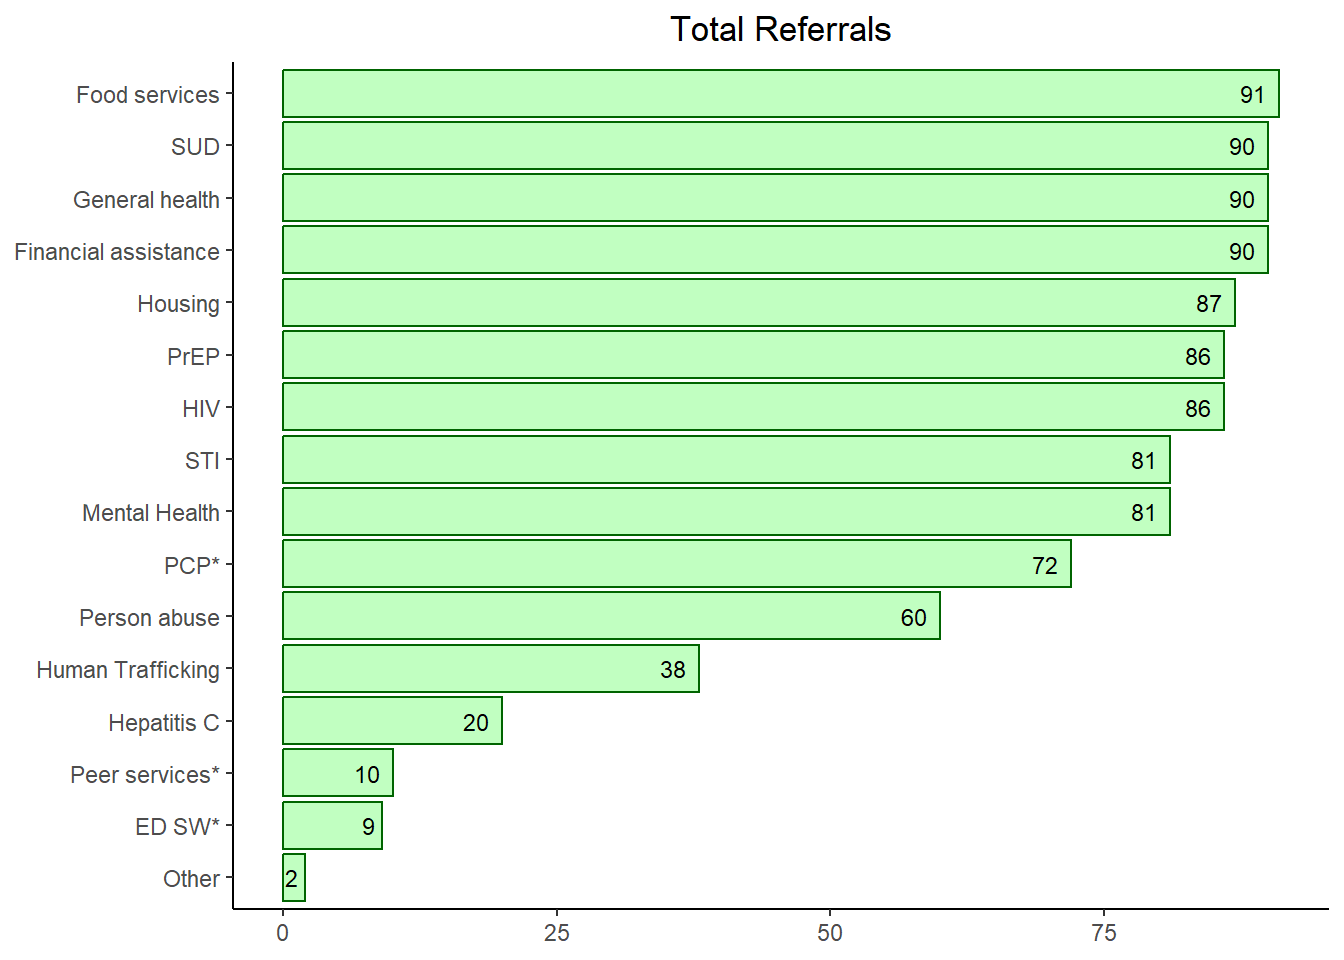 Total Referrals
Food services 91
SUD 90
General health 90
Financial assistance 90
Housing 87
PrEP 86
HIV 86
STI 81
Mental Health 81
PCP* 72
Person abuse 60
Human Trafficking 38
Hepatitis C 20
Peer services* 10
ED SW* 9
Other 2
0 25 50 75